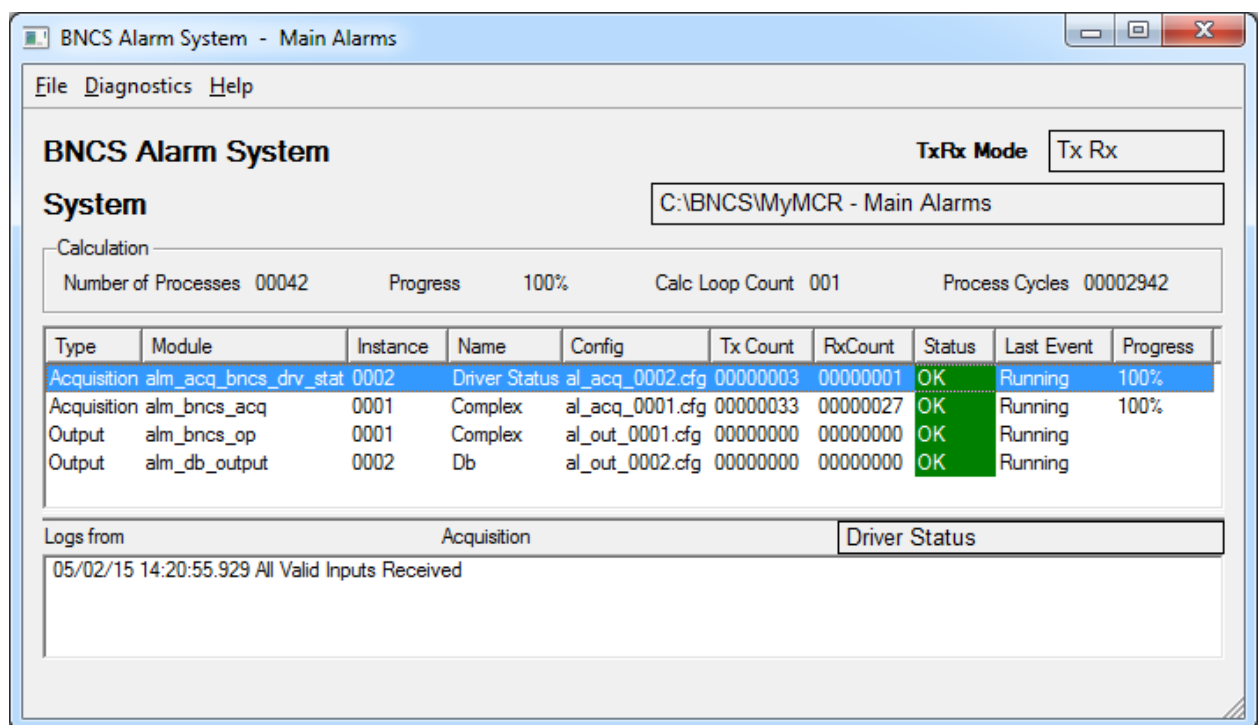 BNCS Alarm System - Main Alarms
File Diagnostics Help
BNCS Alarm System TxRx Mode Tx Rx
System C:\BNCS\MyMCR - Main Alarms
Calculation
Number of Processes 00042 Progress 100% Calc Loop Count 001 Process Cycles 00002942
Type Module Instance Name Config Tx Count RxCount Status Last Event Progress
Acquisition alm_acq_bncs_drv_stat 0002 Driver Status al_acq_0002.cfg 00000003 00000001 OK Running 100%
Acquisition alm_bncs_acq 0001 Complex al_acq_0001.cfg 00000033 00000027 OK Running 100%
Output alm_bncs_op 0001 Complex al_out_0001.cfg 00000000 00000000 OK Running
Output alm_db_output 0002 Db al_out_0002.cfg 00000000 00000000 OK Running
Logs from Acquisition Driver Status
05/02/15 14:20:55.929 All Valid Inputs Received